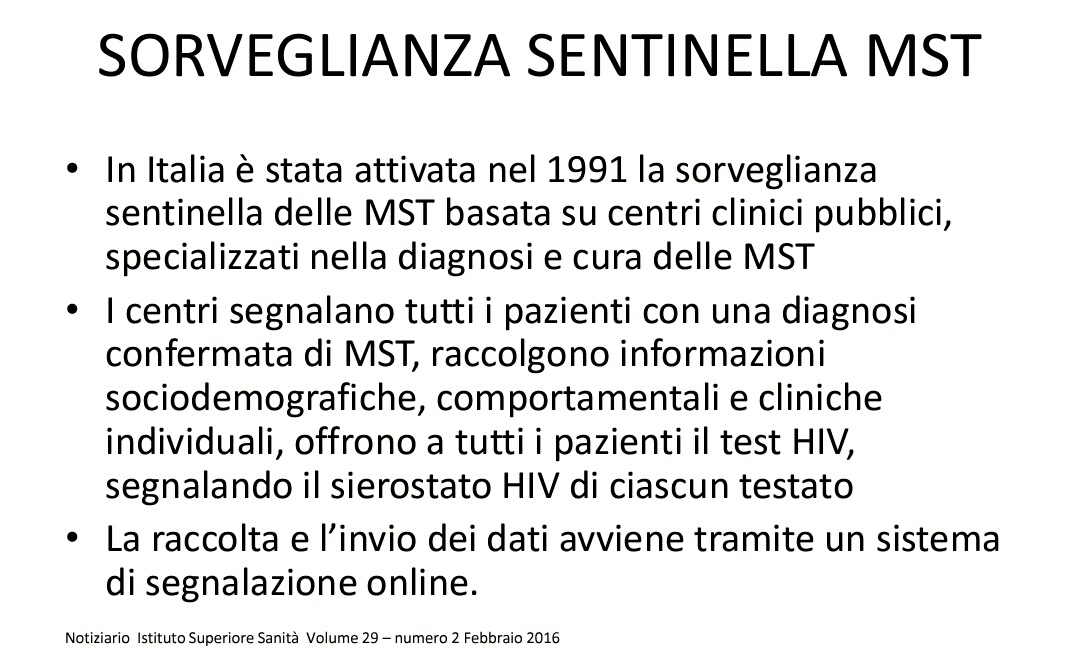 SORVEGLIANZA SENTINELLA MST
• In Italia è stata attivata nel 1991 la sorveglianza
sentinella delle MST basata su centri clinici pubblici,
specializzati nella diagnosi e cura delle MST
• I centri segnalano tutti i pazienti con una diagnosi
confermata di MST, raccolgono informazioni
sociodemografiche, comportamentali e cliniche
individuali, offrono a tutti i pazienti il test HIV,
segnalando il sierostato HIV di ciascun testato
• La raccolta e l’invio dei dati avviene tramite un sistema
di segnalazione online.
Notiziario Istituto Superiore Sanità Volume 29 – numero 2 Febbraio 2016